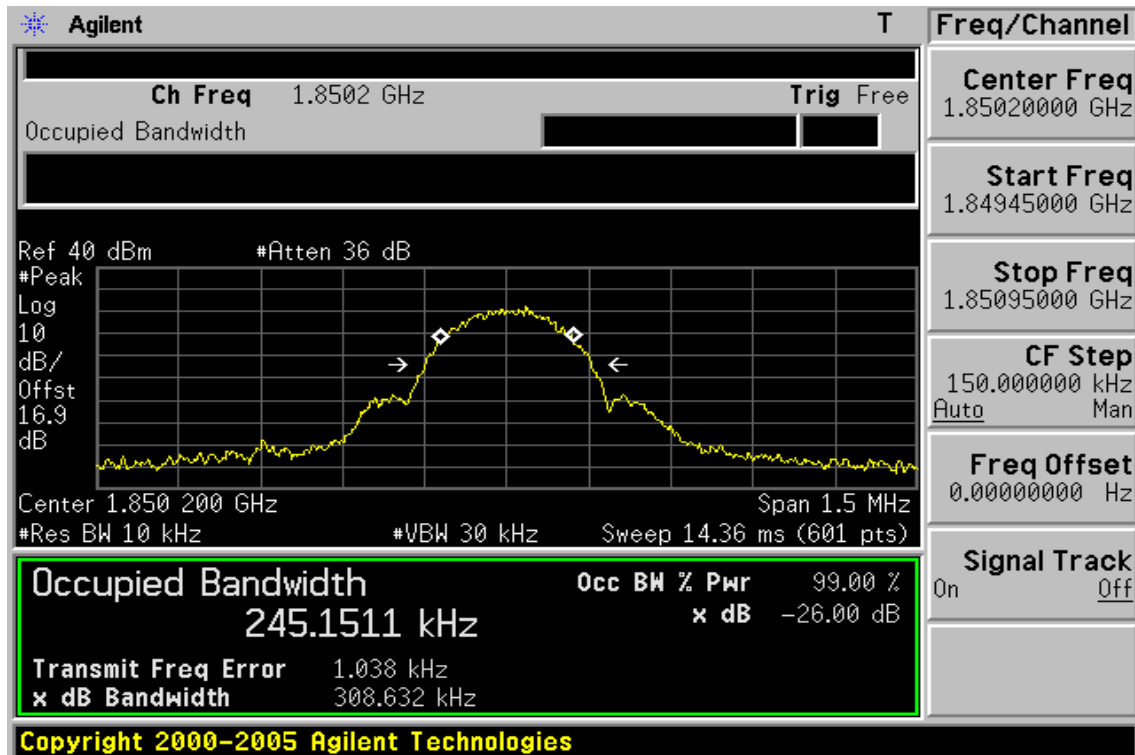 Agilent T
Ch Freq 1.8502 GHz Trig Free
Occupied Bandwidth
Ref 40 dBm #Atten 36 dB
#Peak
Log
10
dB/
Offst
16.9
dB
Center 1.850 200 GHz Span 1.5 MHz
#Res BW 10 kHz #VBW 30 kHz Sweep 14.36 ms (601 pts)
Occupied Bandwidth
245.1511 kHz
Occ BW % Pwr 99.00 %
x dB -26.00 dB
Transmit Freq Error 1.038 kHz
x dB Bandwidth 308.632 kHz
Copyright 2000-2005 Agilent Technologies
Freq/Channel
Center Freq
1.85020000 GHz
Start Freq
1.84945000 GHz
Stop Freq
1.85095000 GHz
CF Step
150.000000 kHz
Auto Man
Freq Offset
0.00000000 Hz
Signal Track
On Off